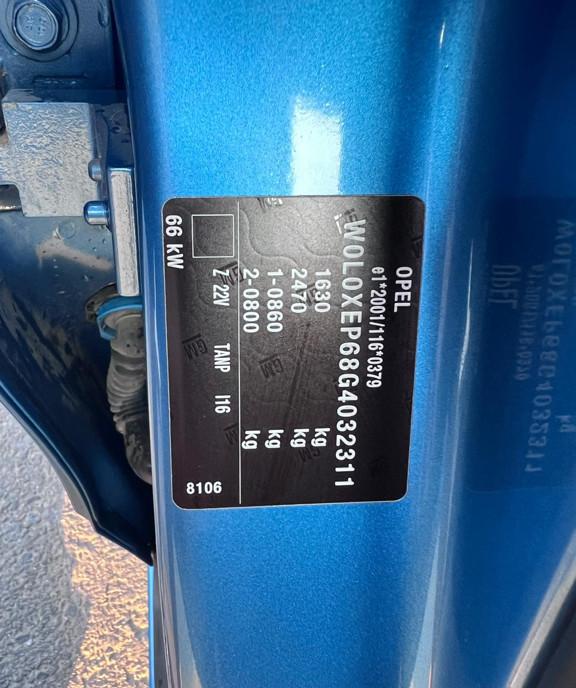 OPEL
e1*2001/116*0379
W0L0XEP68G4032311
1630 kg
2470 kg
1-0860 kg
2-0800 kg
Z 22V TANP I16
66 kW
8106